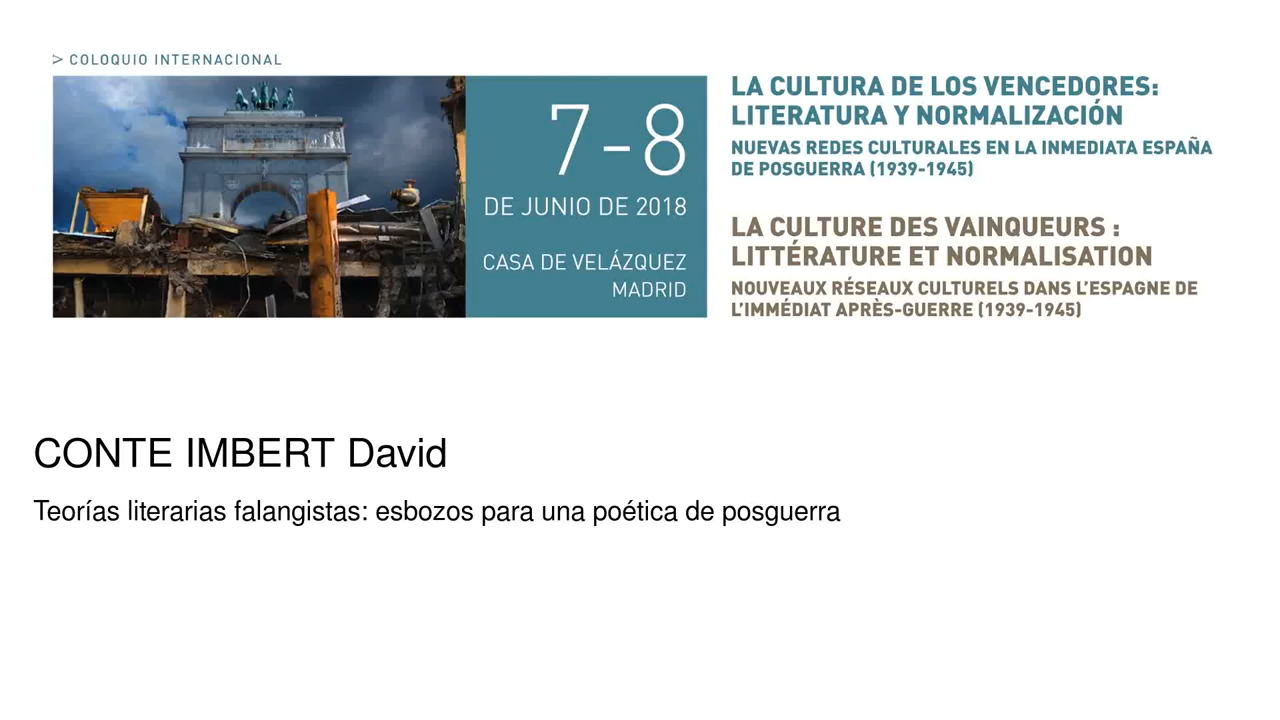 > COLOQUIO INTERNACIONAL
7-8
DE JUNIO DE 2018
CASA DE VELÁZQUEZ
MADRID
LA CULTURA DE LOS VENCEDORES:
LITERATURA Y NORMALIZACIÓN
NUEVAS REDES CULTURALES EN LA INMEDIATA ESPAÑA
DE POSGUERRA (1939-1945)
LA CULTURE DES VAINQUEURS :
LITTÉRATURE ET NORMALISATION
NOUVEAUX RÉSEAUX CULTURELS DANS L'ESPAGNE DE
L'IMMÉDIAT APRÈS-GUERRE (1939-1945)
CONTE IMBERT David
Teorías literarias falangistas: esbozos para una poética de posguerra